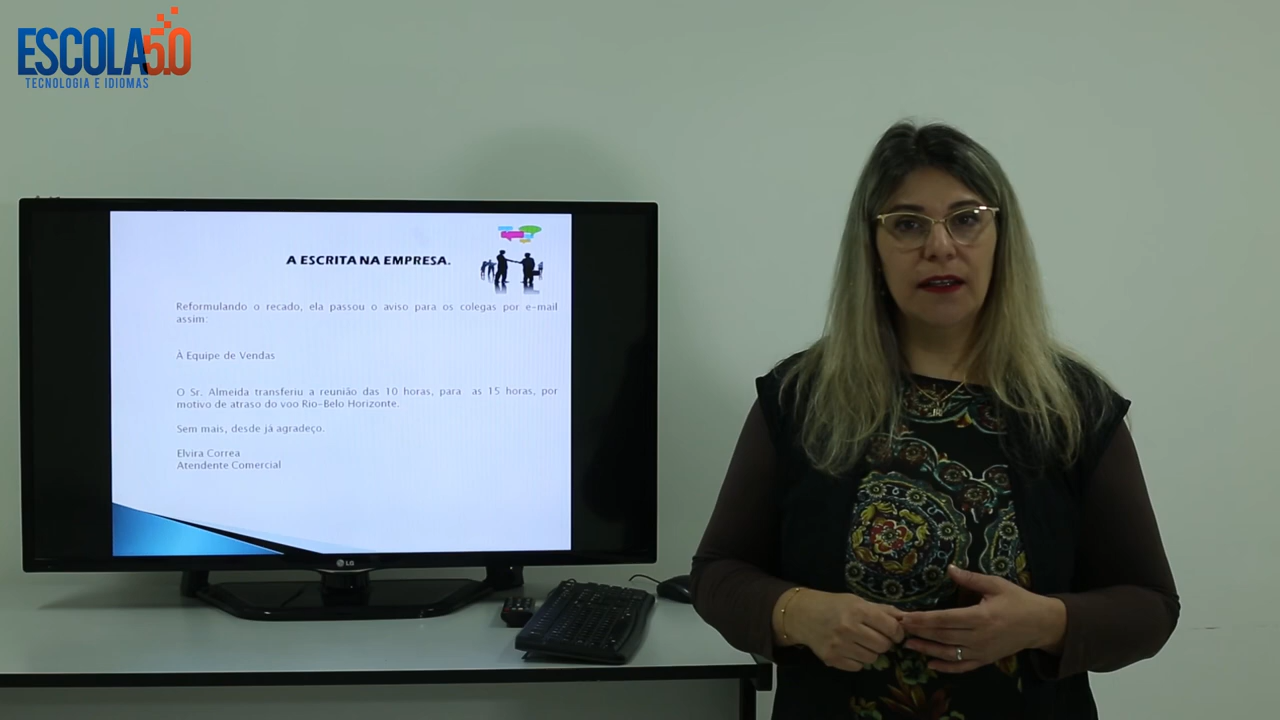 ESCOLA5.0
TECNOLOGIA E IDIOMAS
A ESCRITA NA EMPRESA.
Reformulando o recado, ela passou o aviso para os colegas por e-mail
assim:
À Equipe de Vendas
O Sr. Almeida transferiu a reunião das 10 horas, para as 15 horas, por
motivo de atraso do voo Rio-Belo Horizonte.
Sem mais, desde já agradeço.
Elvira Correa
Atendente Comercial
LG